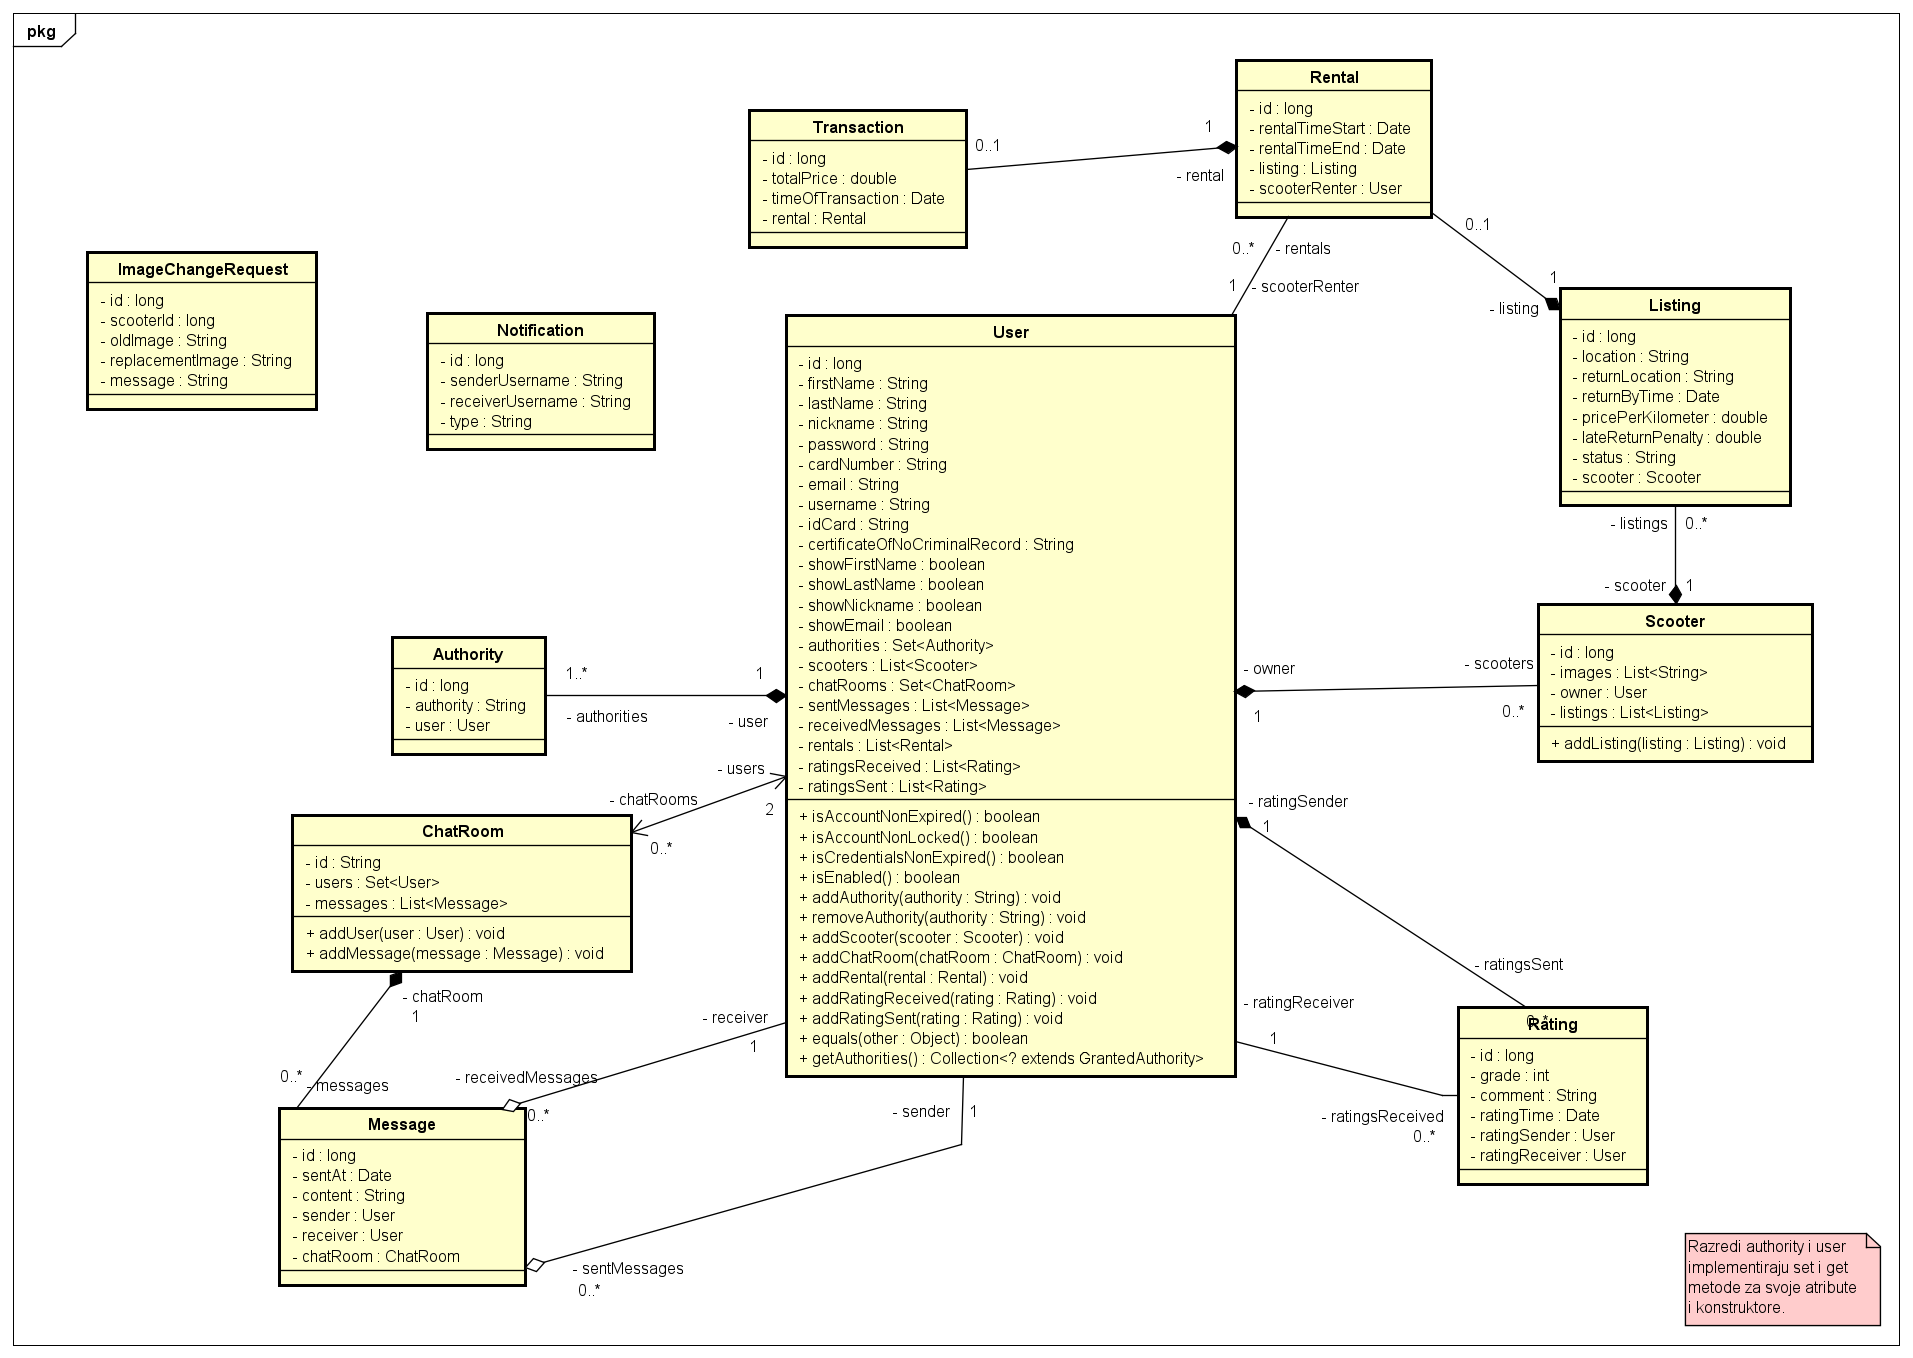 pkg
Rental
- id : long
- rentalTimeStart : Date
- rentalTimeEnd : Date
- listing : Listing
- scooterRenter : User
Transaction
- id : long
- totalPrice : double
- timeOfTransaction : Date
- rental : Rental
0..1
1
- rental
0..1
1
- listing
0..*
- rentals
1
- scooterRenter
ImageChangeRequest
- id : long
- scooterId : long
- oldImage : String
- replacementImage : String
- message : String
Notification
- id : long
- senderUsername : String
- receiverUsername : String
- type : String
Listing
- id : long
- location : String
- returnLocation : String
- returnByTime : Date
- pricePerKilometer : double
- lateReturnPenalty : double
- status : String
- scooter : Scooter
- listings
0..*
- scooter
1
User
- id : long
- firstName : String
- lastName : String
- nickname : String
- password : String
- cardNumber : String
- email : String
- username : String
- idCard : String
- certificateOfNoCriminalRecord : String
- showFirstName : boolean
- showLastName : boolean
- showNickname : boolean
- showEmail : boolean
- authorities : Set<Authority>
- scooters : List<Scooter>
- chatRooms : Set<ChatRoom>
- sentMessages : List<Message>
- receivedMessages : List<Message>
- rentals : List<Rental>
- ratingsReceived : List<Rating>
- ratingsSent : List<Rating>
+ isAccountNonExpired() : boolean
+ isAccountNonLocked() : boolean
+ isCredentialsNonExpired() : boolean
+ isEnabled() : boolean
+ addAuthority(authority : String) : void
+ removeAuthority(authority : String) : void
+ addScooter(scooter : Scooter) : void
+ addChatRoom(chatRoom : ChatRoom) : void
+ addRental(rental : Rental) : void
+ addRatingReceived(rating : Rating) : void
+ addRatingSent(rating : Rating) : void
+ equals(other : Object) : boolean
+ getAuthorities() : Collection<? extends GrantedAuthority>
Scooter
- id : long
- images : List<String>
- owner : User
- listings : List<Listing>
+ addListing(listing : Listing) : void
- owner
1
- scooters
0..*
Authority
- id : long
- authority : String
- user : User
1..*
- authorities
1
- user
- users
2
- chatRooms
0..*
ChatRoom
- id : String
- users : Set<User>
- messages : List<Message>
+ addUser(user : User) : void
+ addMessage(message : Message) : void
- chatRoom
1
0..*
- messages
- receiver
1
- receivedMessages
0..*
- sender
1
- sentMessages
0..*
Message
- id : long
- sentAt : Date
- content : String
- sender : User
- receiver : User
- chatRoom : ChatRoom
- ratingSender
1
- ratingsSent
0..*
- ratingReceiver
1
- ratingsReceived
0..*
Rating
- id : long
- grade : int
- comment : String
- ratingTime : Date
- ratingSender : User
- ratingReceiver : User
Razredi authority i user
implementiraju set i get
metode za svoje atribute
i konstruktore.